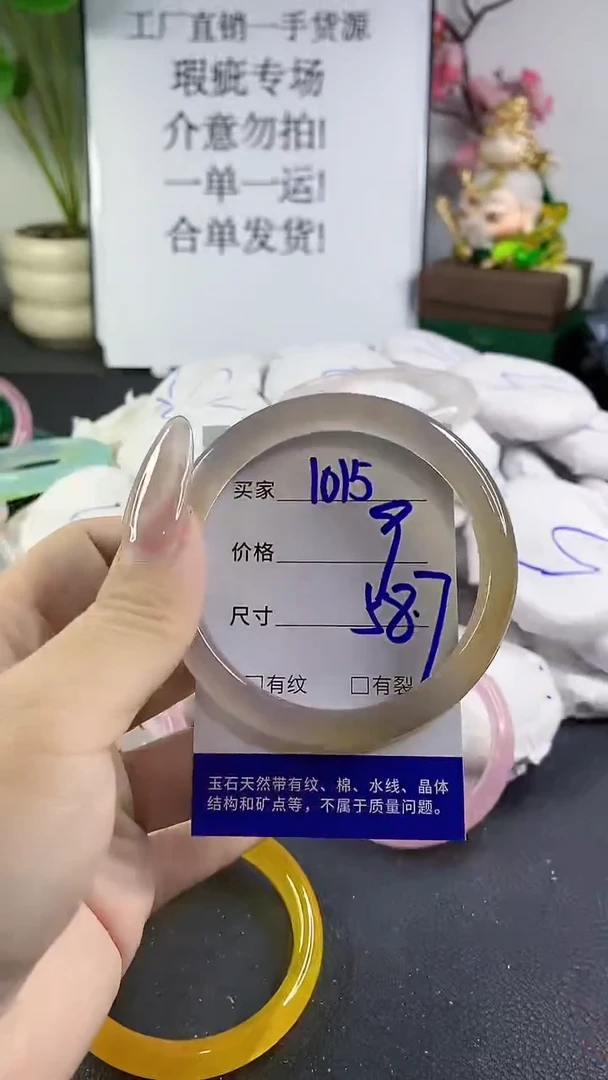 工厂直销一手货源
瑕疵专场
介意勿拍!
一单一运!
合单发货!
买家 1015
价格 9
尺寸 58.7
□有纹 □有裂
玉石天然带有纹、棉、水线、晶体
结构和矿点等，不属于质量问题。